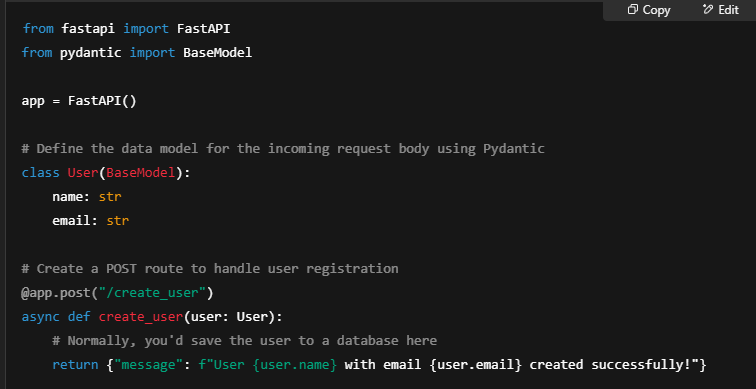 Copy Edit
from fastapi import FastAPI
from pydantic import BaseModel
app = FastAPI()
# Define the data model for the incoming request body using Pydantic
class User(BaseModel):
    name: str
    email: str
# Create a POST route to handle user registration
@app.post("/create_user")
async def create_user(user: User):
    # Normally, you'd save the user to a database here
    return {"message": f"User {user.name} with email {user.email} created successfully!"}